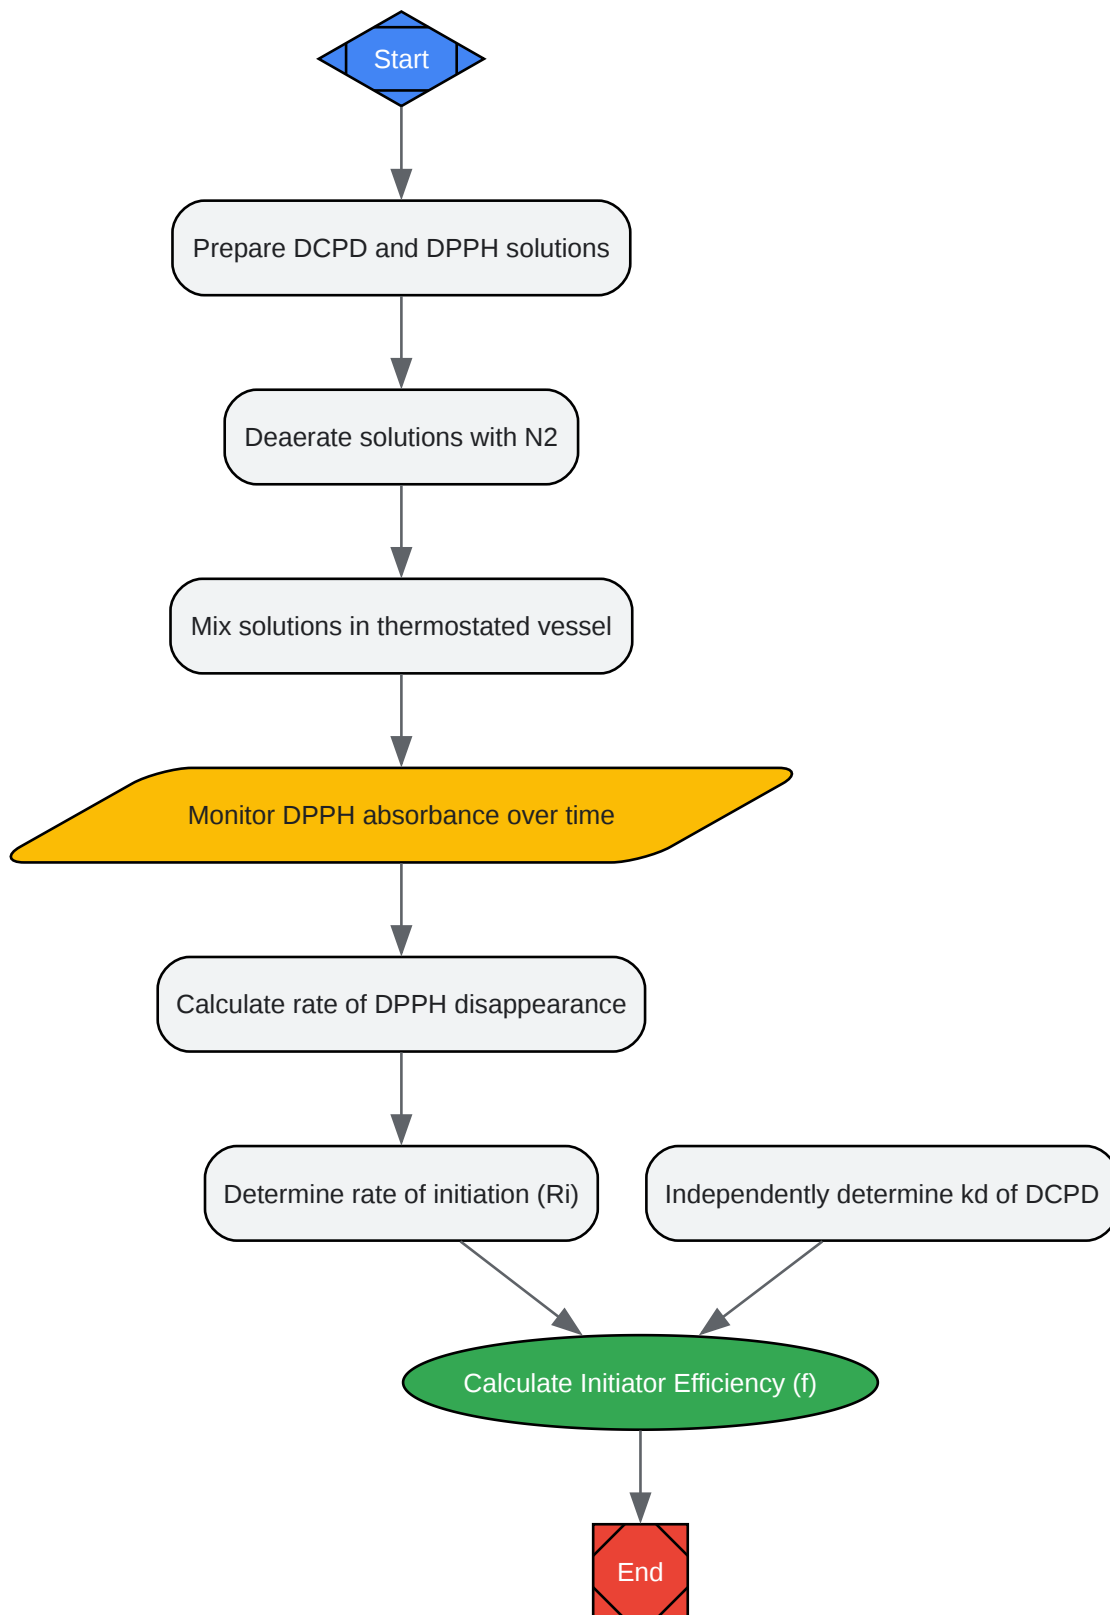 Start
Prepare DCPD and DPPH solutions
Deaerate solutions with N2
Mix solutions in thermostated vessel
Monitor DPPH absorbance over time
Calculate rate of DPPH disappearance
Determine rate of initiation (Ri)
Independently determine kd of DCPD
Calculate Initiator Efficiency (f)
End